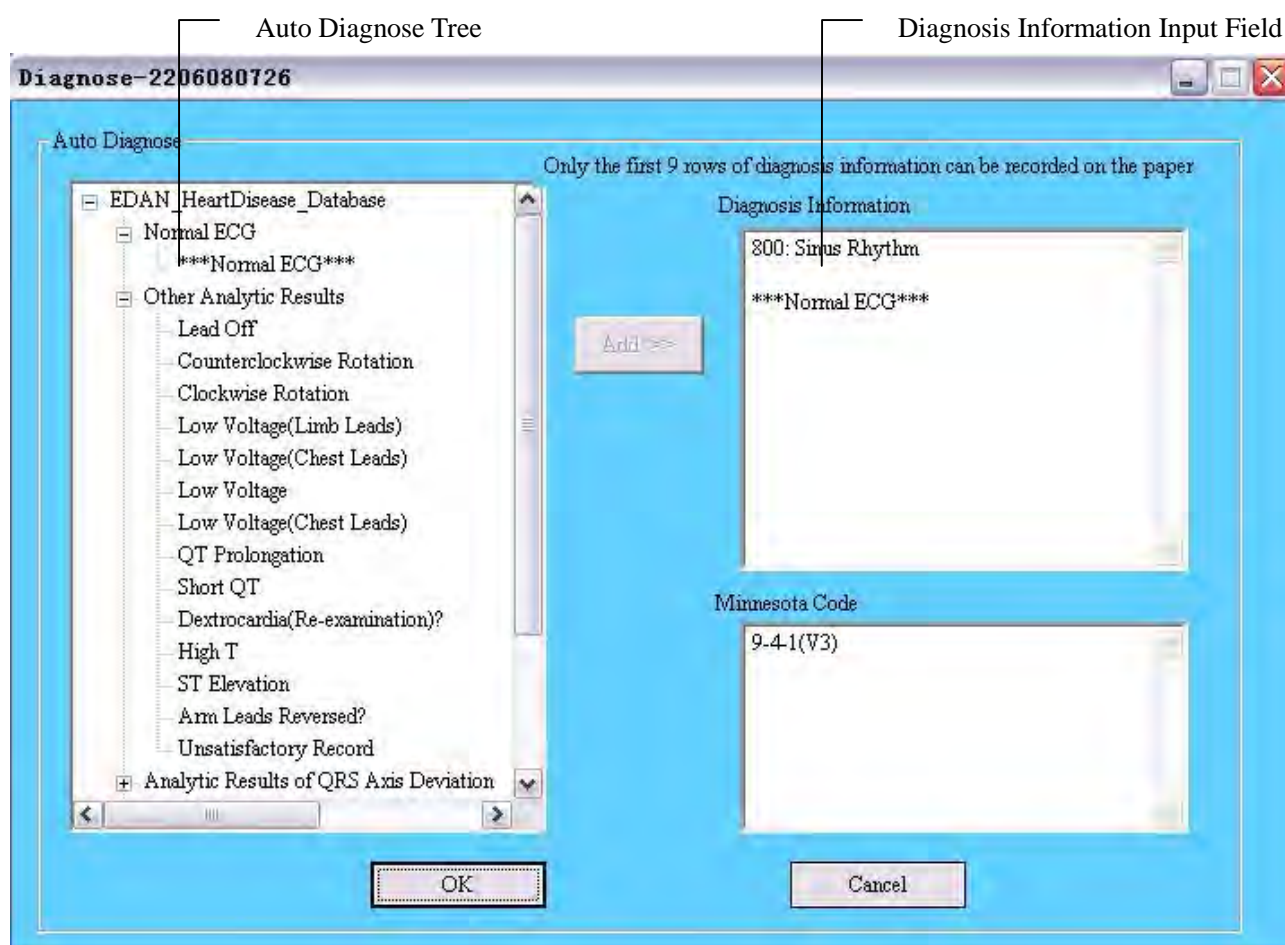 Auto Diagnose Tree
Diagnosis Information Input Field
Diagnose-2206080726
Auto Diagnose
Only the first 9 rows of diagnosis information can be recorded on the paper
EDAN_HeartDisease_Database
Normal ECG
***Normal ECG***
Other Analytic Results
Lead Off
Counterclockwise Rotation
Clockwise Rotation
Low Voltage(Limb Leads)
Low Voltage(Chest Leads)
Low Voltage
Low Voltage(Chest Leads)
QT Prolongation
Short QT
Dextrocardia(Re-examination)?
High T
ST Elevation
Arm Leads Reversed?
Unsatisfactory Record
Analytic Results of QRS Axis Deviation
Add >>
Diagnosis Information
800: Sinus Rhythm
***Normal ECG***
Minnesota Code
9-4-1(V3)
OK
Cancel